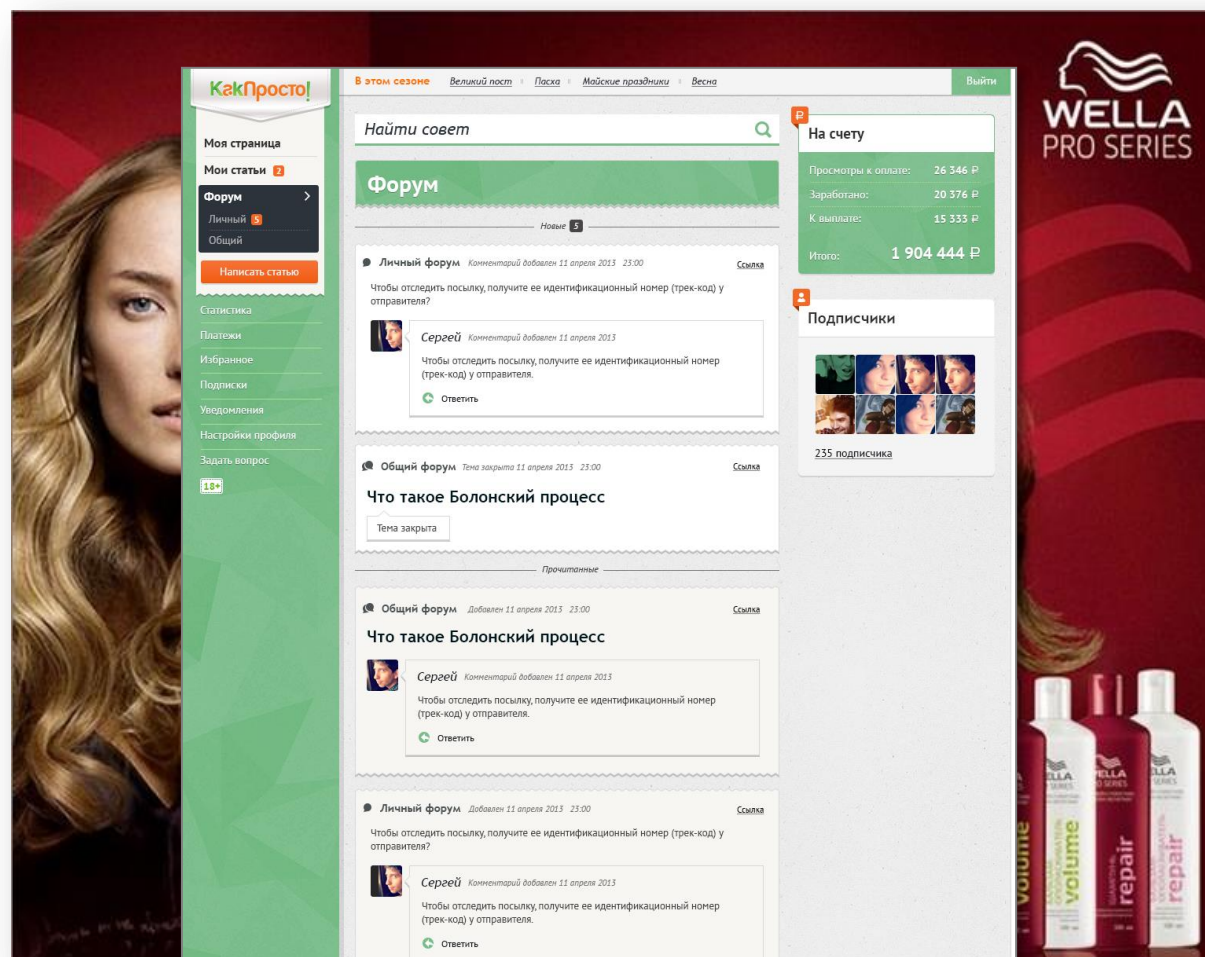 КакПросто!
Моя страница
Мои статьи 2
Форум
Личный 5
Общий
Написать статью
Статистика
Платежи
Избранное
Подписки
Уведомления
Настройки профиля
Задать вопрос
18+
В этом сезоне Великий пост Пасха Майские праздники Весна
Выйти
Найти совет
Форум
Новые 5
Личный форум Комментарий добавлен 11 апреля 2013 23:00 Ссылка
Чтобы отследить посылку, получите ее идентификационный номер (трек-код) у
отправителя?
Сергей Комментарий добавлен 11 апреля 2013
Чтобы отследить посылку, получите ее идентификационный номер
(трек-код) у отправителя.
Ответить
Общий форум Тема закрыта 11 апреля 2013 23:00 Ссылка
Что такое Болонский процесс
Тема закрыта
Прочитанные
Общий форум Добавлен 11 апреля 2013 23:00 Ссылка
Что такое Болонский процесс
Сергей Комментарий добавлен 11 апреля 2013
Чтобы отследить посылку, получите ее идентификационный номер
(трек-код) у отправителя.
Ответить
Личный форум Добавлен 11 апреля 2013 23:00 Ссылка
Чтобы отследить посылку, получите ее идентификационный номер (трек-код) у
отправителя?
Сергей Комментарий добавлен 11 апреля 2013
Чтобы отследить посылку, получите ее идентификационный номер
(трек-код) у отправителя.
Ответить
₽
На счету
Просмотры к оплате: 26 346 ₽
Заработано: 20 376 ₽
К выплате: 15 333 ₽
Итого: 1 904 444 ₽
Подписчики
235 подписчика
WELLA
PRO SERIES
volume
volume
repair
repair